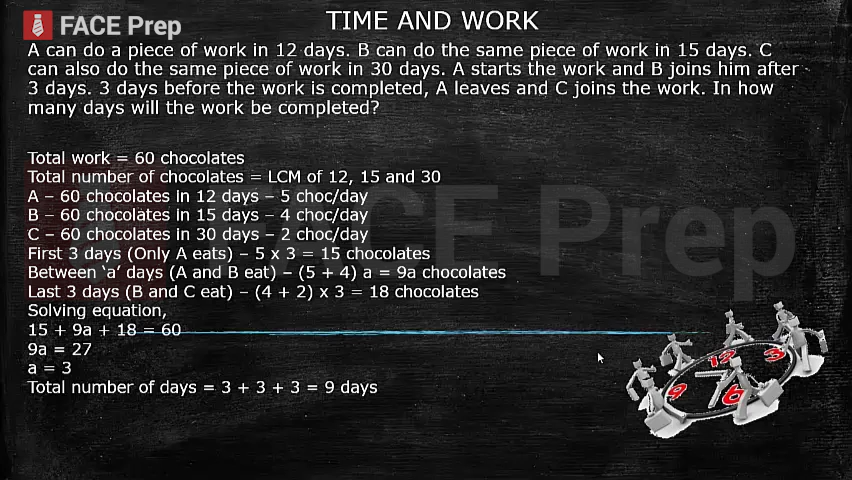 FACE Prep
TIME AND WORK
A can do a piece of work in 12 days. B can do the same piece of work in 15 days. C
can also do the same piece of work in 30 days. A starts the work and B joins him after
3 days. 3 days before the work is completed, A leaves and C joins the work. In how
many days will the work be completed?
Total work = 60 chocolates
Total number of chocolates = LCM of 12, 15 and 30
A – 60 chocolates in 12 days – 5 choc/day
B – 60 chocolates in 15 days – 4 choc/day
C – 60 chocolates in 30 days – 2 choc/day
First 3 days (Only A eats) – 5 x 3 = 15 chocolates
Between ‘a’ days (A and B eat) – (5 + 4) a = 9a chocolates
Last 3 days (B and C eat) – (4 + 2) x 3 = 18 chocolates
Solving equation,
15 + 9a + 18 = 60
9a = 27
a = 3
Total number of days = 3 + 3 + 3 = 9 days
FACE Prep
12
3
9
6